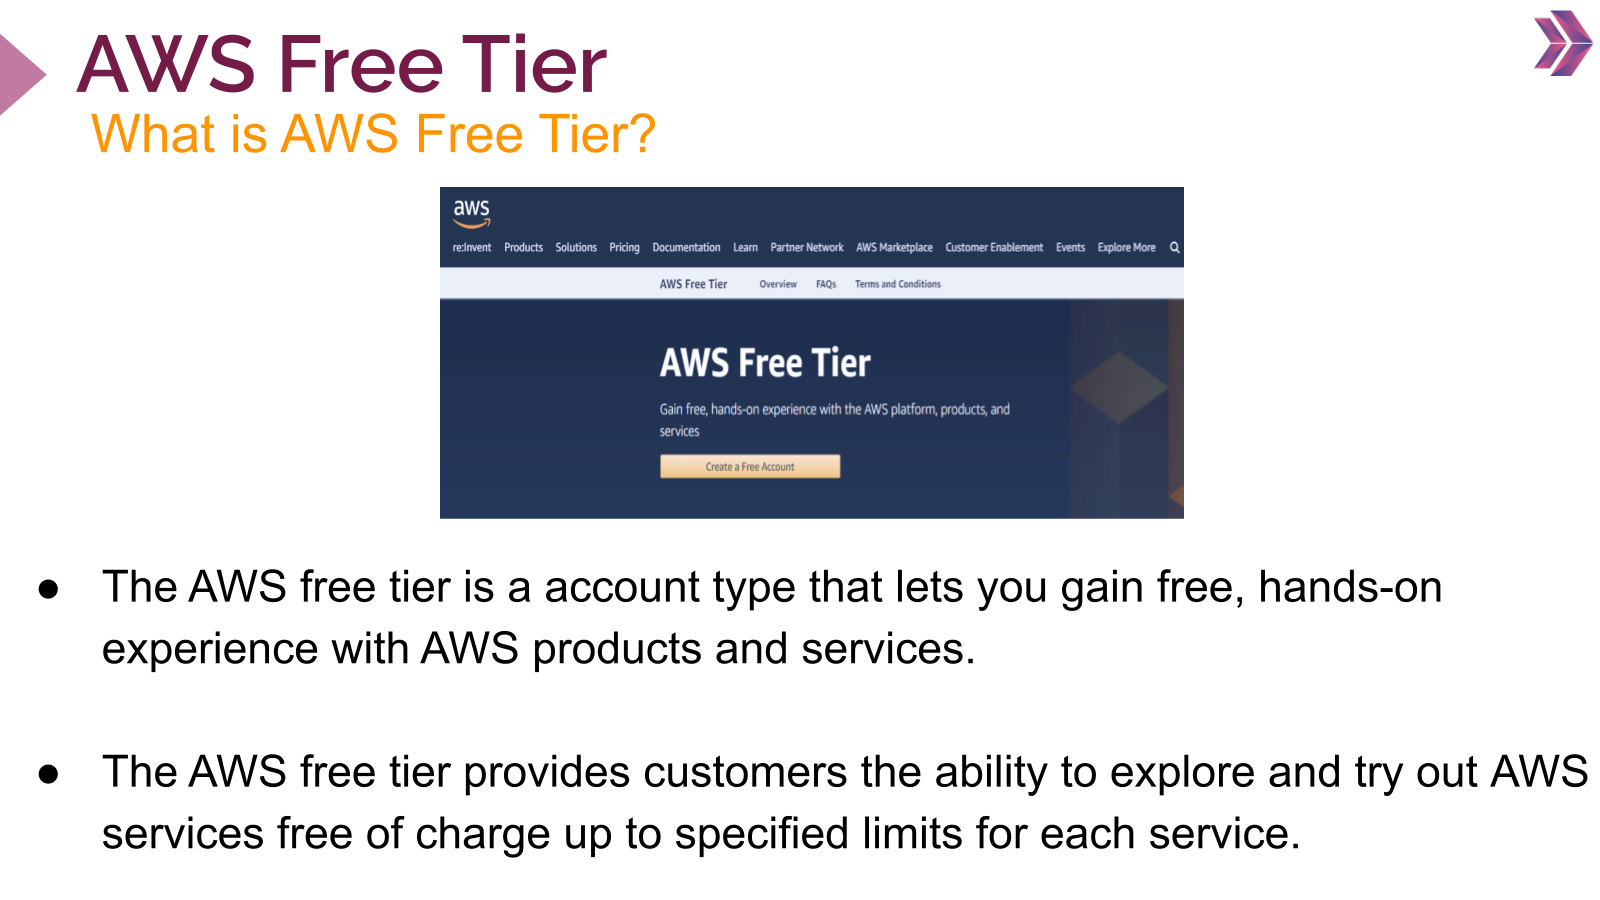 AWS Free Tier
What is AWS Free Tier?
aws
re:Invent Products Solutions Pricing Documentation Learn Partner Network AWS Marketplace Customer Enablement Events Explore More
AWS Free Tier Overview FAQs Terms and Conditions
AWS Free Tier
Gain free, hands-on experience with the AWS platform, products, and
services
Create a Free Account
● The AWS free tier is a account type that lets you gain free, hands-on
experience with AWS products and services.
● The AWS free tier provides customers the ability to explore and try out AWS
services free of charge up to specified limits for each service.